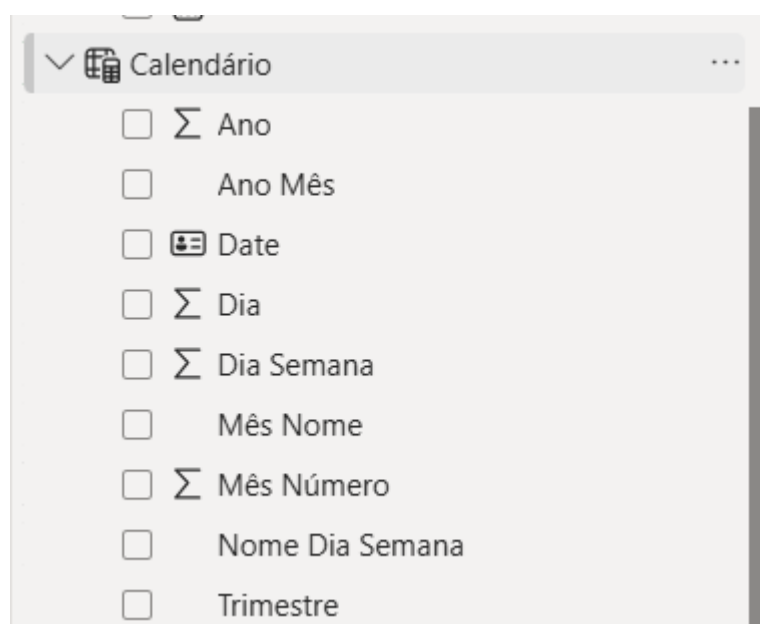 Calendário
Ano
Ano Mês
Date
Dia
Dia Semana
Mês Nome
Mês Número
Nome Dia Semana
Trimestre